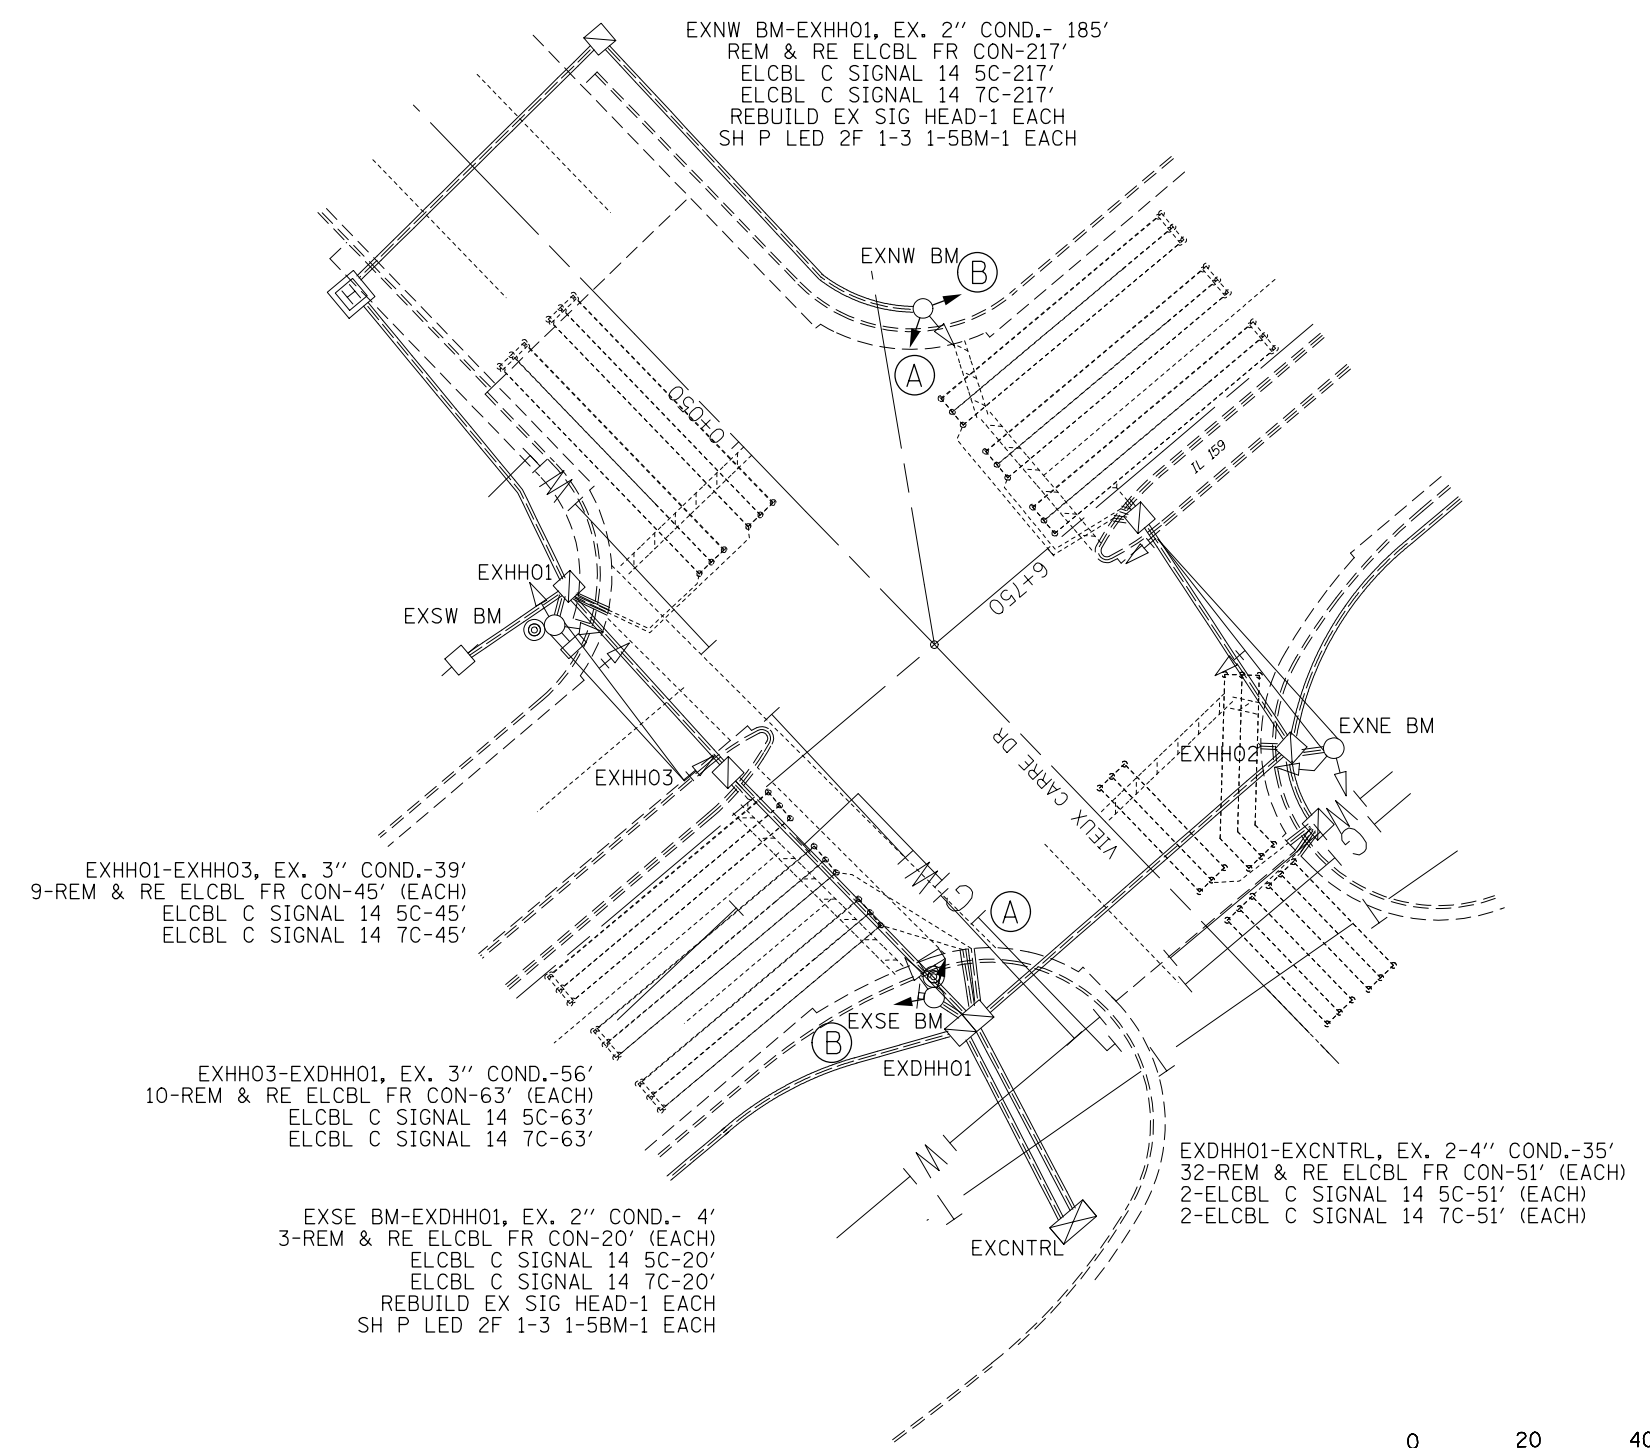 EXNW BM-EXHH01, EX. 2'' COND.- 185'
REM & RE ELCBL FR CON-217'
ELCBL C SIGNAL 14 5C-217'
ELCBL C SIGNAL 14 7C-217'
REBUILD EX SIG HEAD-1 EACH
SH P LED 2F 1-3 1-5BM-1 EACH
EXNW BM
B
A
0+050
IL 159
6+750
EXHH01
EXSW BM
M
EXNE BM
EXHH02
VIEUX CARRE DR
EXHH03
W
G
W
G
A
EXHH01-EXHH03, EX. 3'' COND.-39'
9-REM & RE ELCBL FR CON-45' (EACH)
ELCBL C SIGNAL 14 5C-45'
ELCBL C SIGNAL 14 7C-45'
EXSE BM
B
EXDHH01
EXHH03-EXDHH01, EX. 3'' COND.-56'
10-REM & RE ELCBL FR CON-63' (EACH)
ELCBL C SIGNAL 14 5C-63'
ELCBL C SIGNAL 14 7C-63'
W
T
EXDHH01-EXCNTRL, EX. 2-4'' COND.-35'
32-REM & RE ELCBL FR CON-51' (EACH)
2-ELCBL C SIGNAL 14 5C-51' (EACH)
2-ELCBL C SIGNAL 14 7C-51' (EACH)
EXCNTRL
EXSE BM-EXDHH01, EX. 2'' COND.- 4'
3-REM & RE ELCBL FR CON-20' (EACH)
ELCBL C SIGNAL 14 5C-20'
ELCBL C SIGNAL 14 7C-20'
REBUILD EX SIG HEAD-1 EACH
SH P LED 2F 1-3 1-5BM-1 EACH
0 20 40